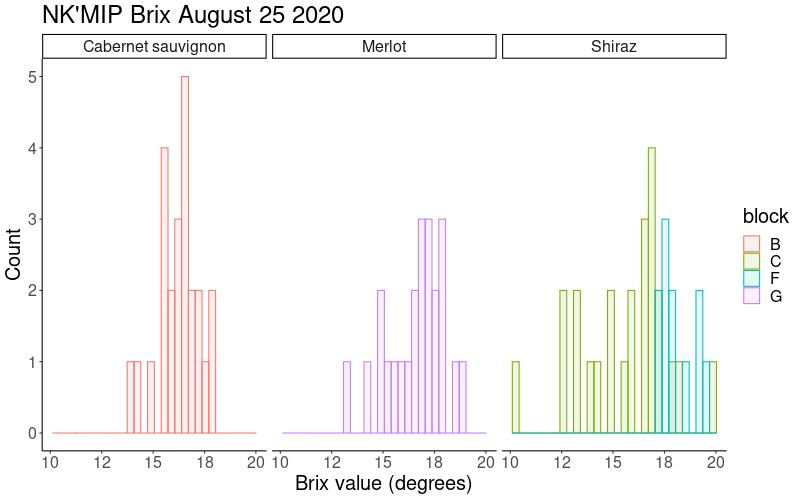 NK'MIP Brix August 25 2020
Cabernet sauvignon Merlot Shiraz
5
4
3
2
1
0
Count
10 12 15 18 20 10 12 15 18 20 10 12 15 18 20
Brix value (degrees)
block
B
C
F
G